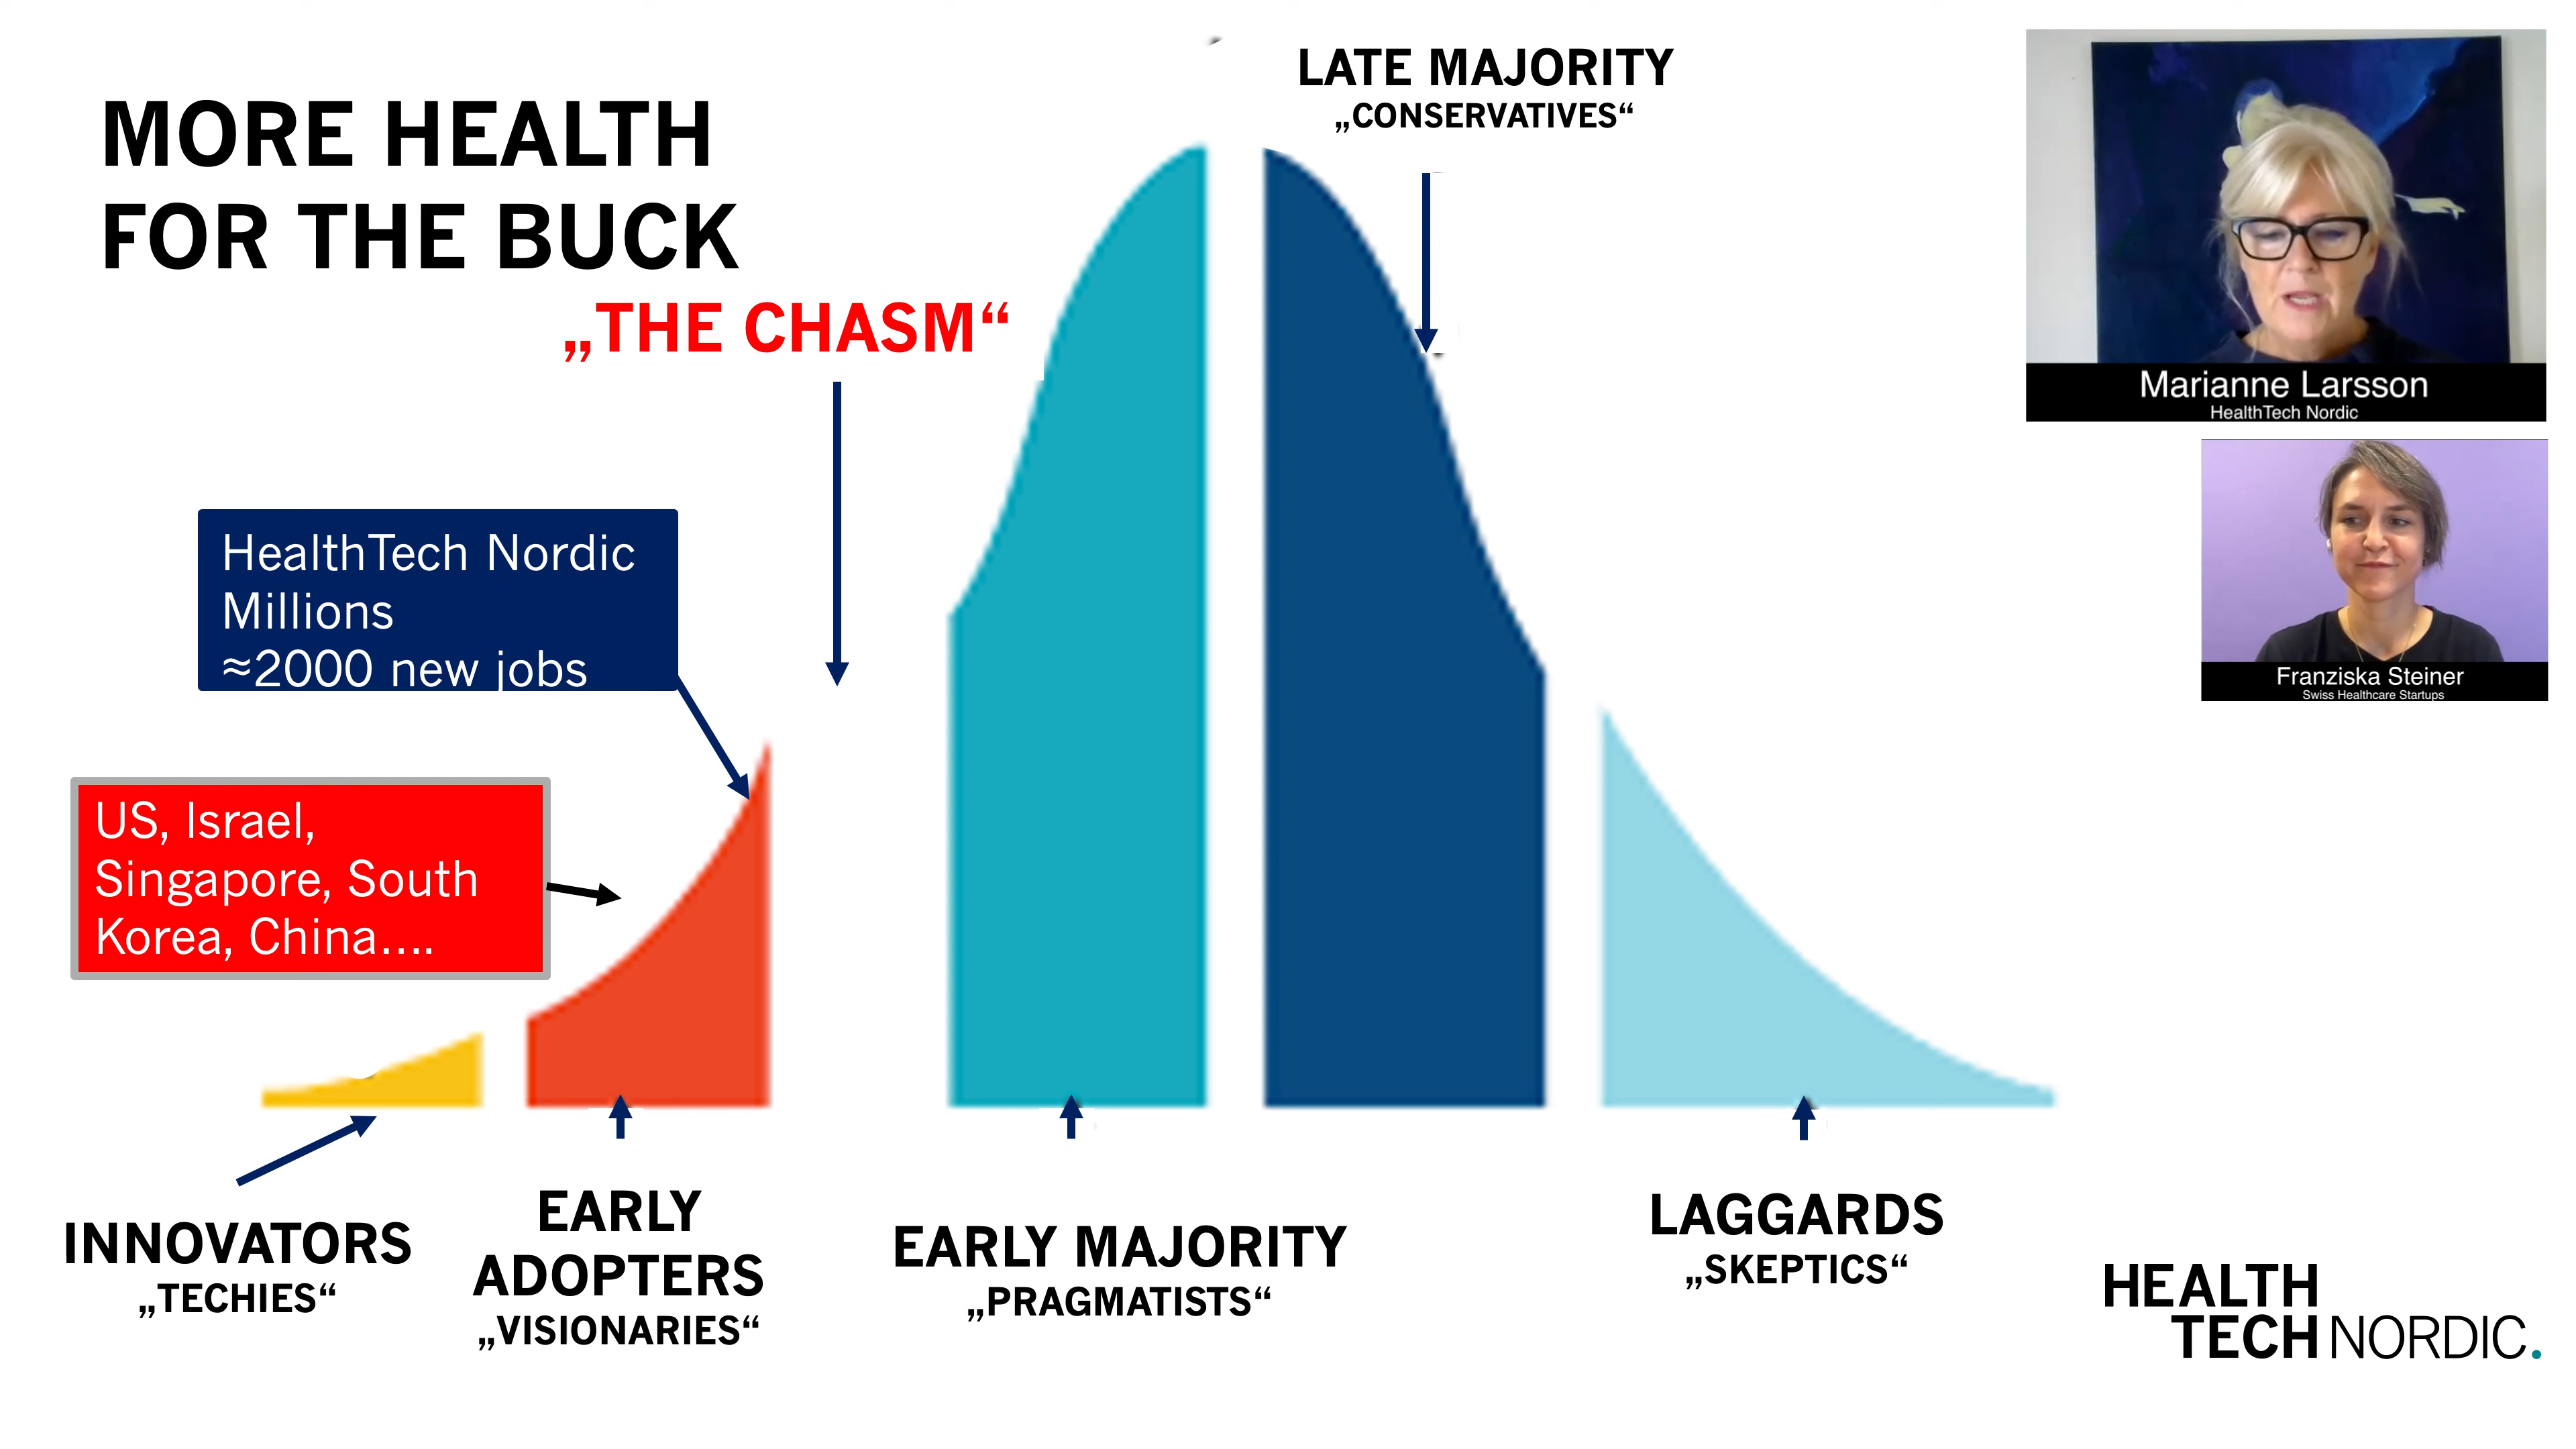 MORE HEALTH
FOR THE BUCK
„THE CHASM“
LATE MAJORITY
„CONSERVATIVES“
Marianne Larsson
HealthTech Nordic
Franziska Steiner
Swiss Healthcare Startups
HealthTech Nordic
Millions
≈2000 new jobs
US, Israel,
Singapore, South
Korea, China....
INNOVATORS
„TECHIES“
EARLY
ADOPTERS
„VISIONARIES“
EARLY MAJORITY
„PRAGMATISTS“
LAGGARDS
„SKEPTICS“
HEALTH
TECH NORDIC.